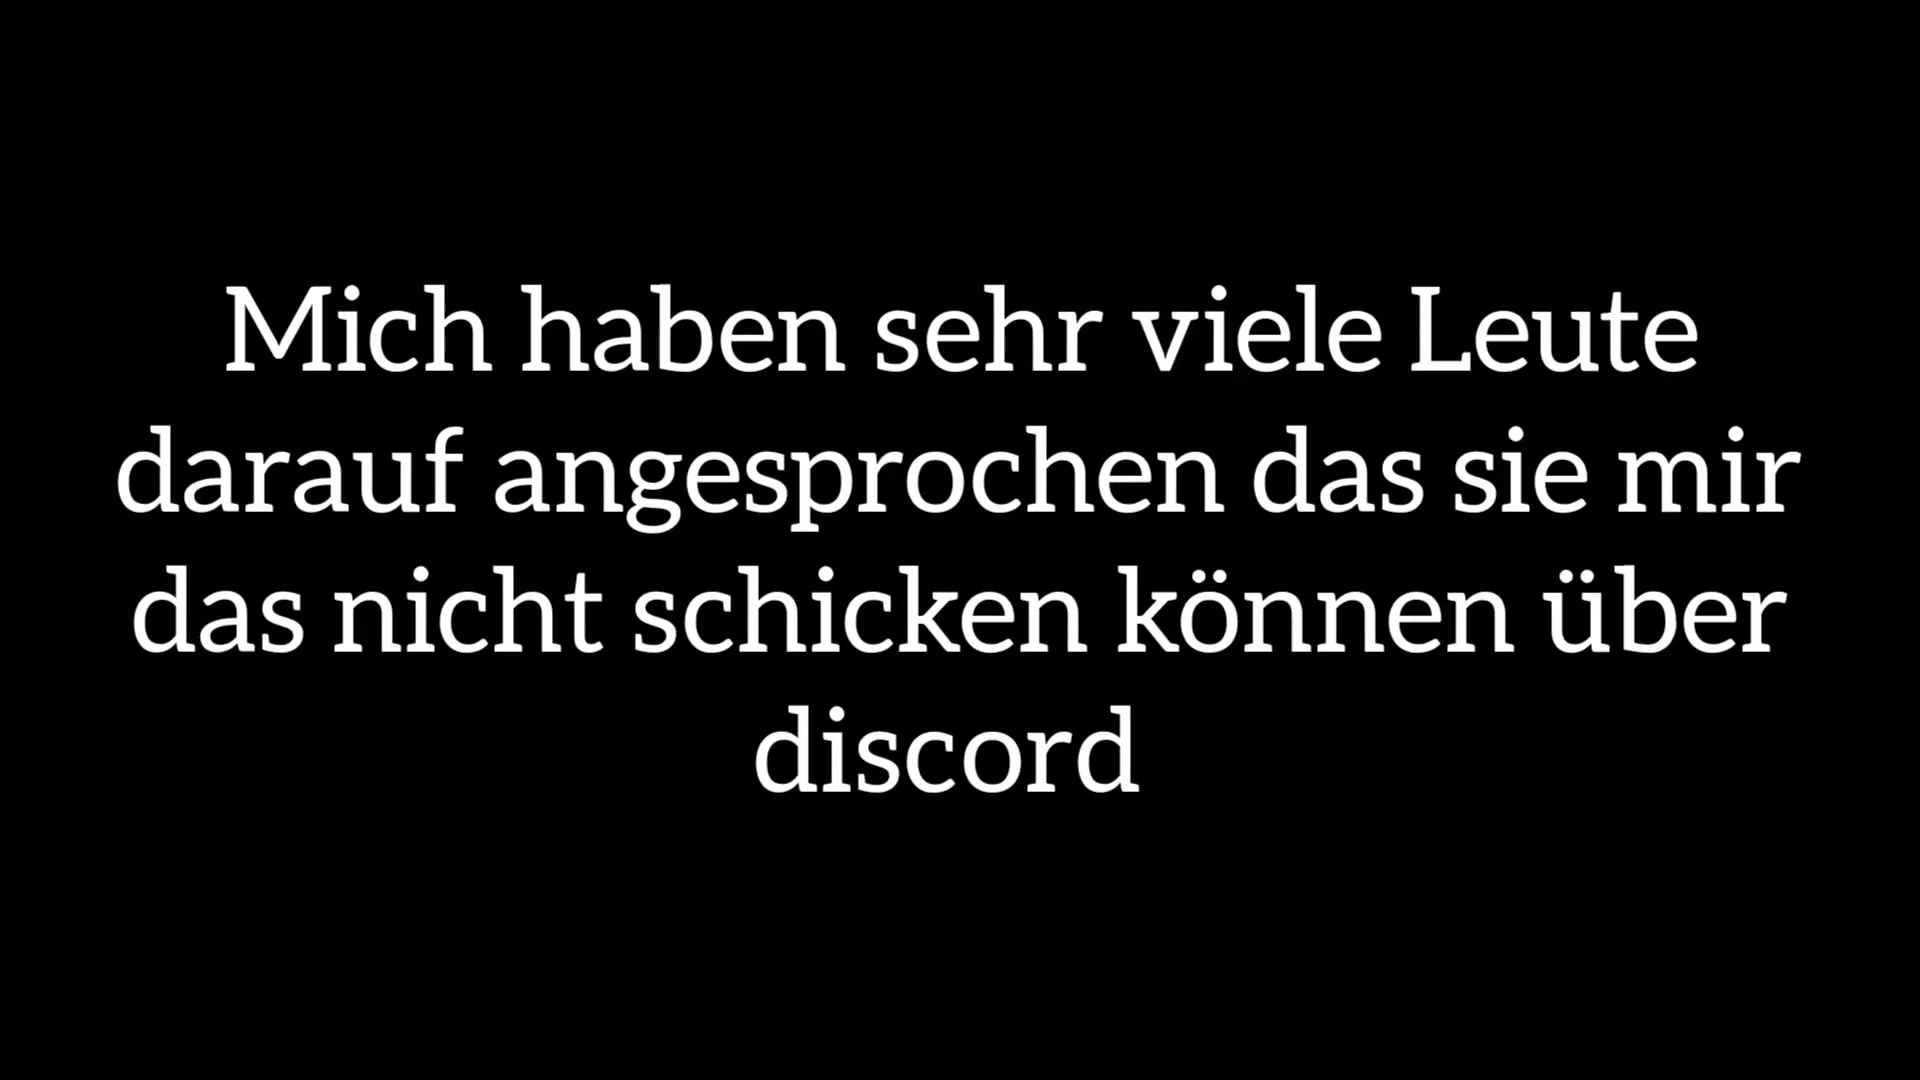 Mich haben sehr viele Leute
darauf angesprochen das sie mir
das nicht schicken können über
discord